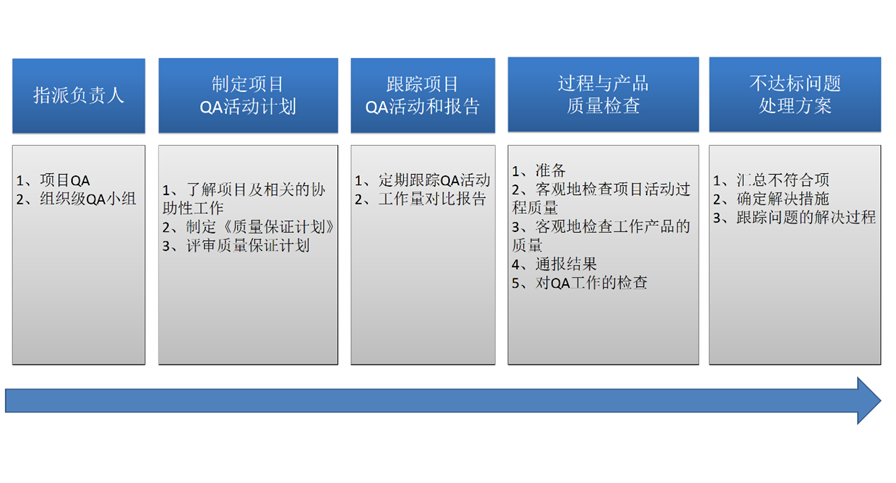 指派负责人
制定项目
QA活动计划
跟踪项目
QA活动和报告
过程与产品
质量检查
不达标问题
处理方案
1、项目QA
2、组织级QA小组
1、了解项目及相关的协
助性工作
2、制定《质量保证计划》
3、评审质量保证计划
1、定期跟踪QA活动
2、工作量对比报告
1、准备
2、客观地检查项目活动过
程质量
3、客观地检查工作产品的
质量
4、通报结果
5、对QA工作的检查
1、汇总不符合项
2、确定解决措施
3、跟踪问题的解决过程